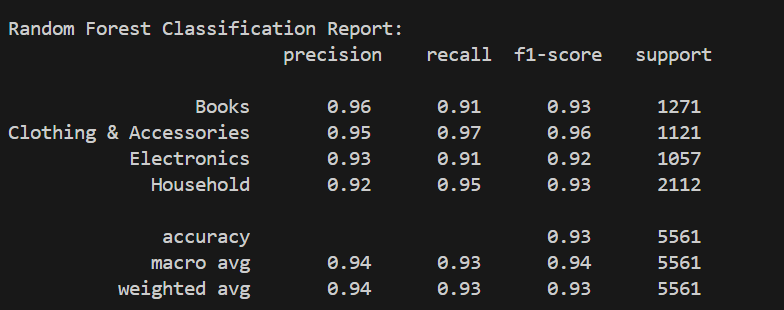 Random Forest Classification Report:
precision recall f1-score support
Books 0.96 0.91 0.93 1271
Clothing & Accessories 0.95 0.97 0.96 1121
Electronics 0.93 0.91 0.92 1057
Household 0.92 0.95 0.93 2112
accuracy 0.93 5561
macro avg 0.94 0.93 0.94 5561
weighted avg 0.94 0.93 0.93 5561